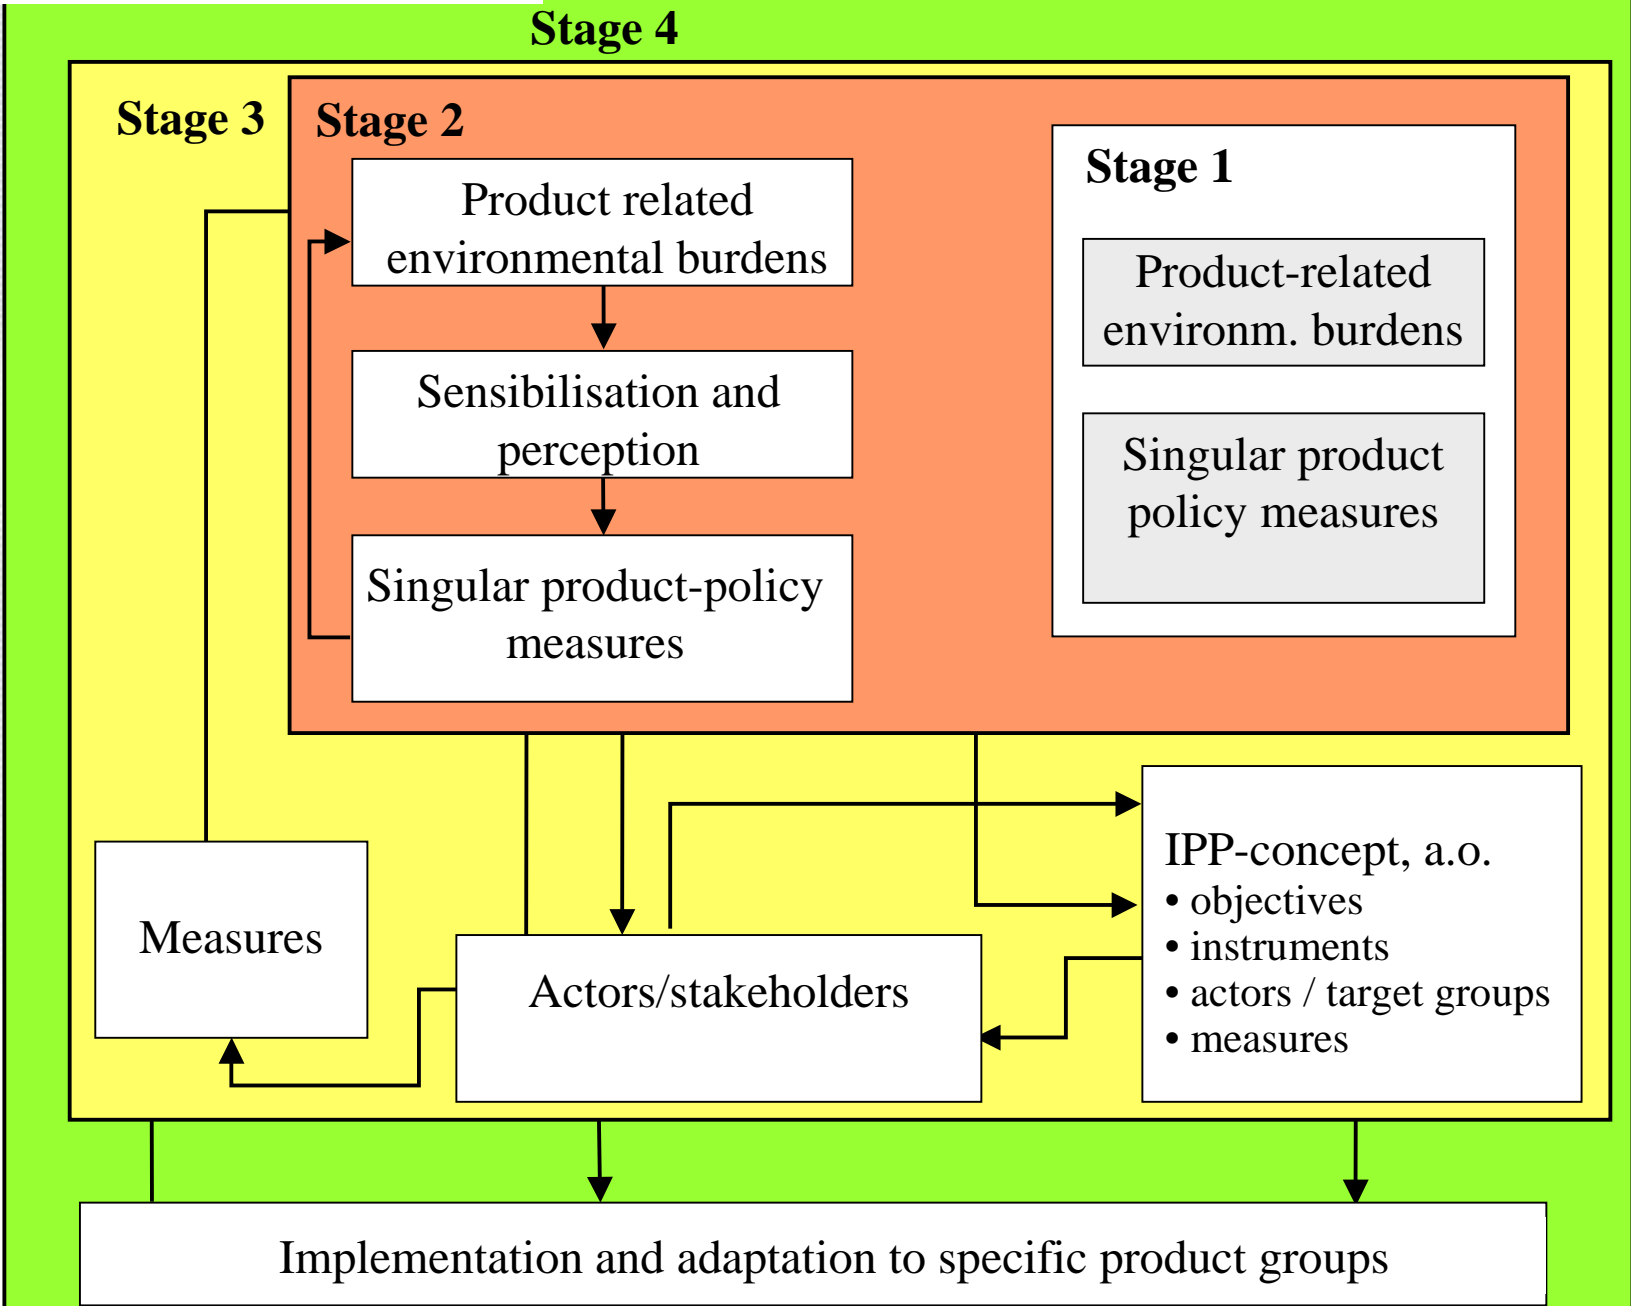 Stage 4
Stage 3
Stage 2
Product related
environmental burdens
Sensibilisation and
perception
Singular product-policy
measures
Stage 1
Product-related
environm. burdens
Singular product
policy measures
Measures
Actors/stakeholders
IPP-concept, a.o.
• objectives
• instruments
• actors / target groups
• measures
Implementation and adaptation to specific product groups